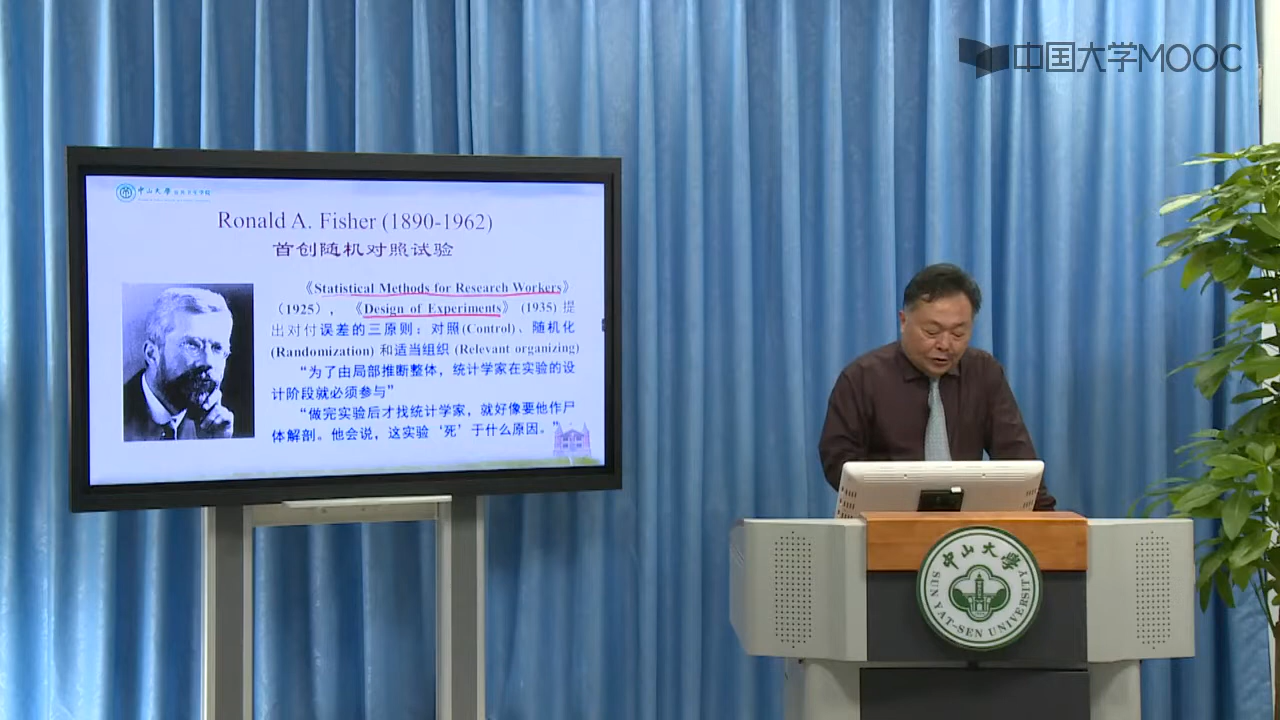 中国大学MOOC
中山大學
Ronald A. Fisher (1890-1962)
首创随机对照试验
《Statistical Methods for Research Workers》
(1925), 《Design of Experiments》 (1935) 提
出对付误差的三原则：对照(Control)、随机化
(Randomization) 和适当组织 (Relevant organizing)
“为了由局部推断整体，统计学家在实验的设
计阶段就必须参与”
“做完实验后才找统计学家，就好像要他作尸
体解剖。他会说，这实验‘死’于什么原因。”
中山大學
SUN YAT-SEN UNIVERSITY